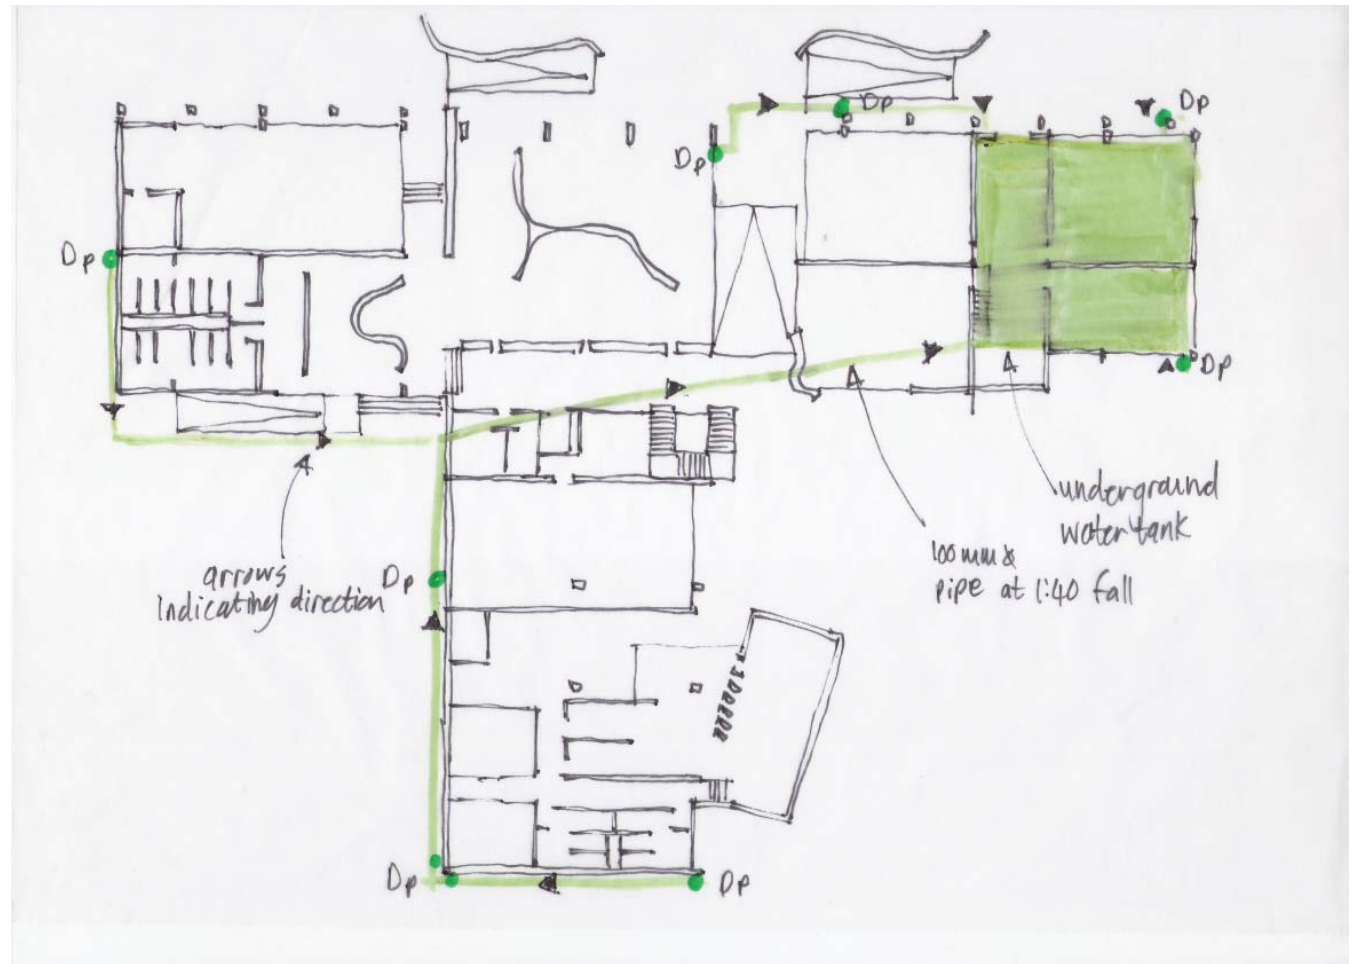 Dp
Dp
Dp
Dp
Dp
arrows
indicating direction
Dp
100mm
pipe at 1:40 fall
underground
water tank
Dp
Dp